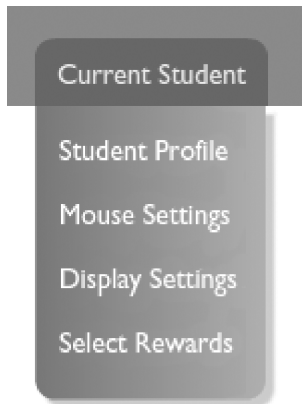 Current Student
Student Profile
Mouse Settings
Display Settings
Select Rewards